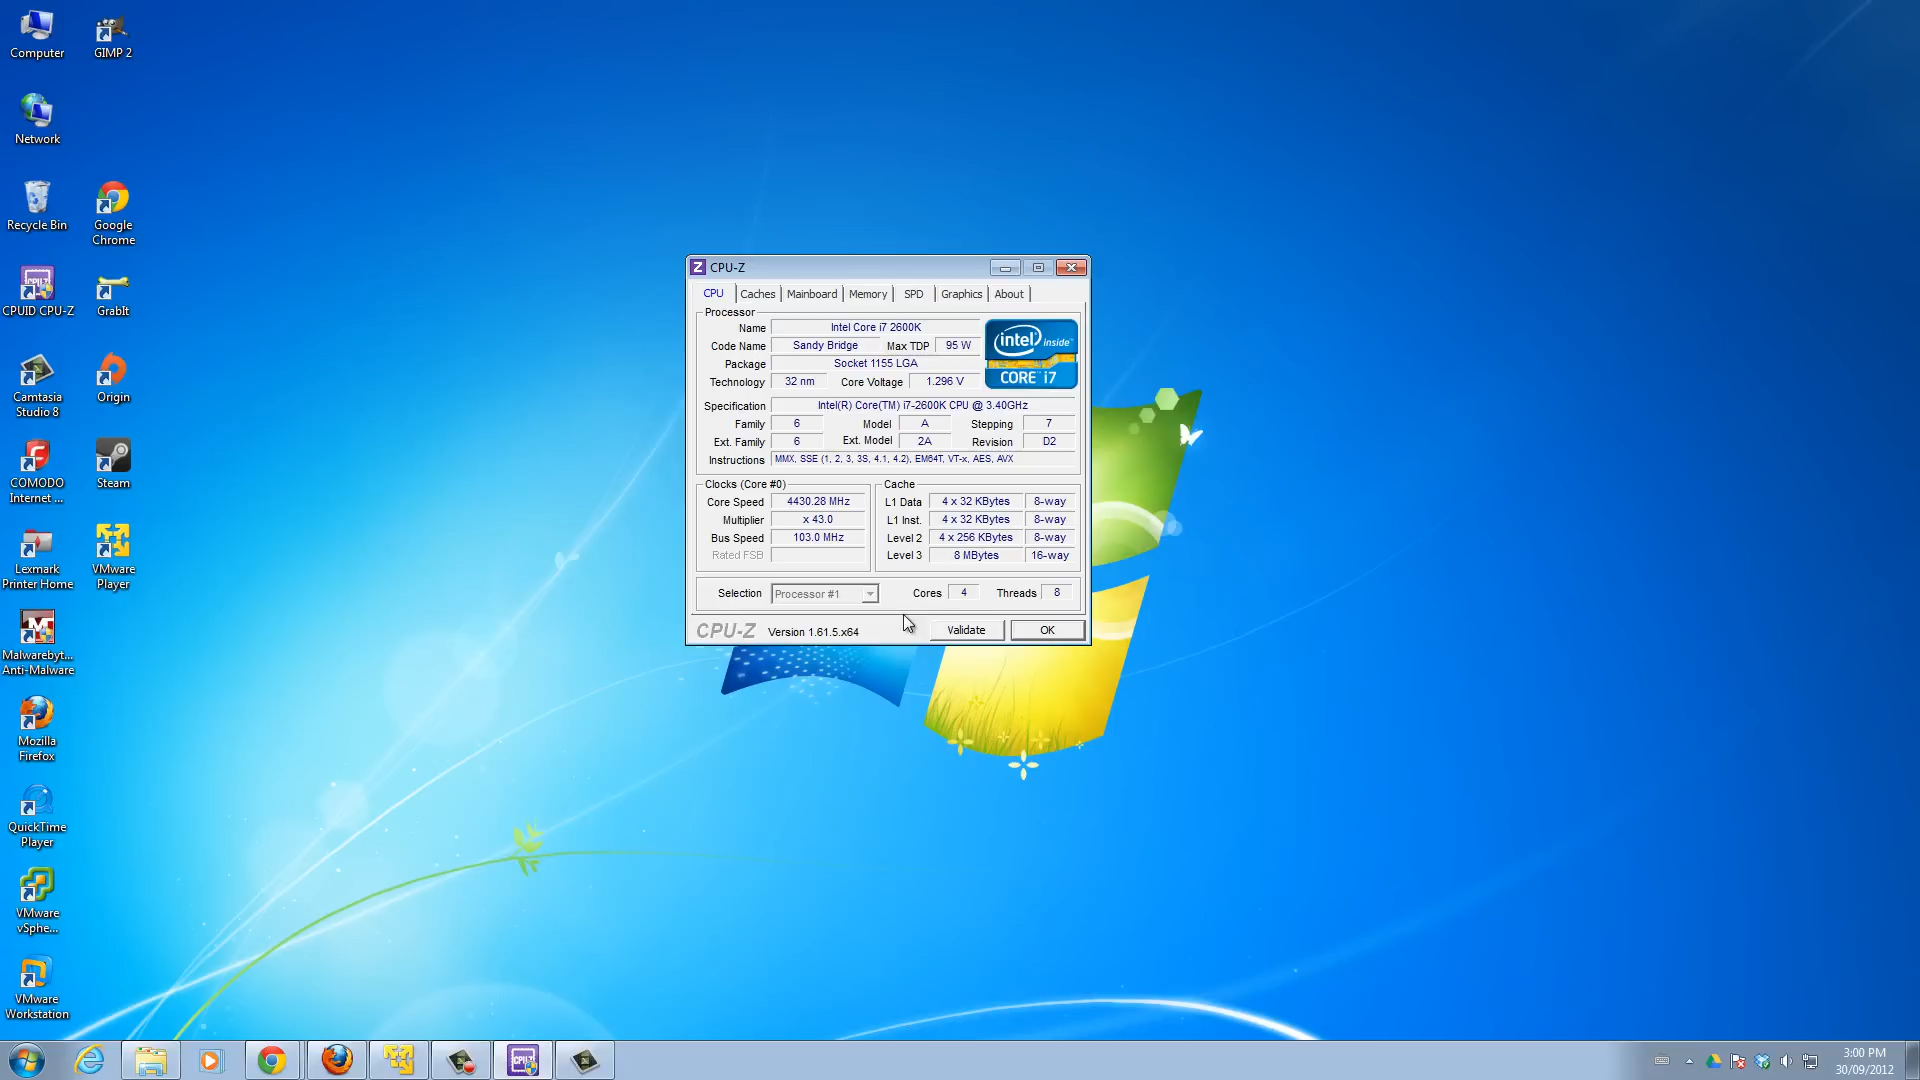 Computer
GIMP 2
Network
Recycle Bin
Google
Chrome
CPUID CPU-Z
GrabIt
Camtasia
Studio 8
Origin
COMODO
Internet ...
Steam
Lexmark
Printer Home
VMware
Player
Malwarebyt...
Anti-Malware
Mozilla
Firefox
QuickTime
Player
VMware
vSphe...
VMware
Workstation
CPU-Z
CPU Caches Mainboard Memory SPD Graphics About
Processor
Name Intel Core i7 2600K
Code Name Sandy Bridge Max TDP 95 W
Package Socket 1155 LGA
Technology 32 nm Core Voltage 1.296 V
intel inside™
CORE™ i7
Specification Intel(R) Core(TM) i7-2600K CPU @ 3.40GHz
Family 6 Model A Stepping 7
Ext. Family 6 Ext. Model 2A Revision D2
Instructions MMX, SSE (1, 2, 3, 3S, 4.1, 4.2), EM64T, VT-x, AES, AVX
Clocks (Core #0)
Core Speed 4430.28 MHz
Multiplier x 43.0
Bus Speed 103.0 MHz
Rated FSB
Cache
L1 Data 4 x 32 KBytes 8-way
L1 Inst. 4 x 32 KBytes 8-way
Level 2 4 x 256 KBytes 8-way
Level 3 8 MBytes 16-way
Selection Processor #1 Cores 4 Threads 8
CPU-Z Version 1.61.5.x64 Validate OK
3:00 PM
30/09/2012